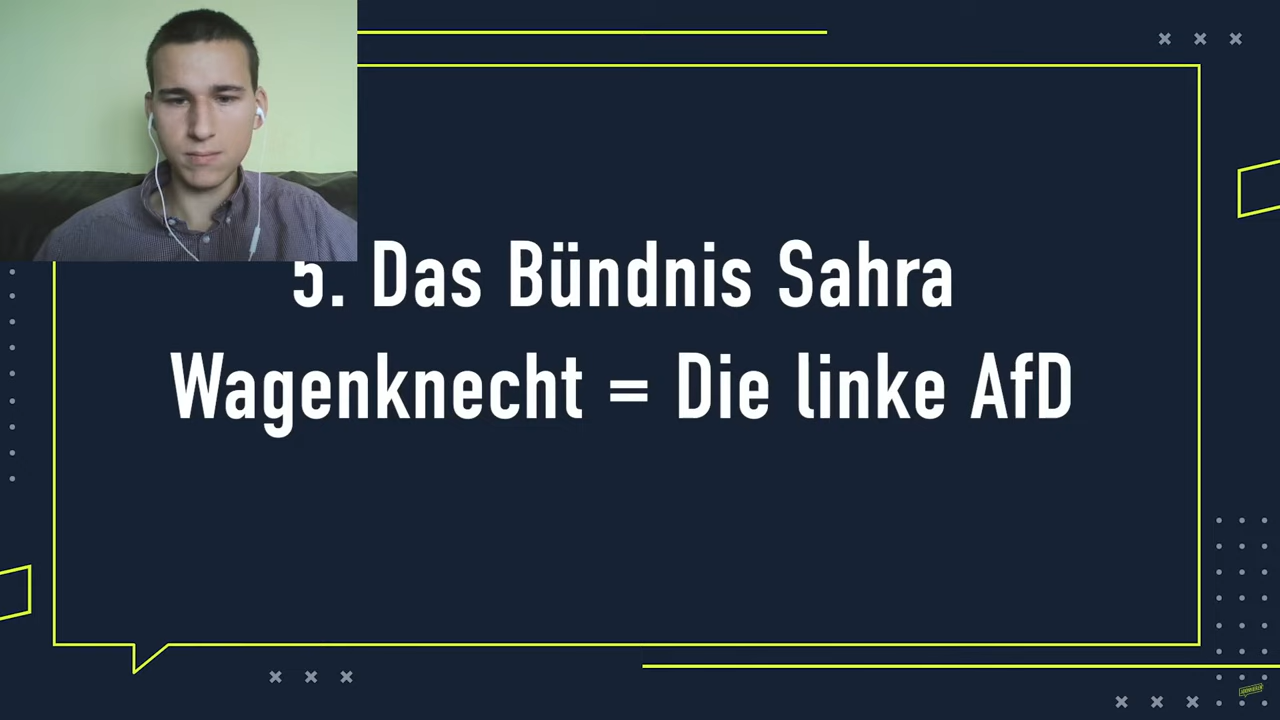 5. Das Bündnis Sahra
Wagenknecht = Die linke AfD